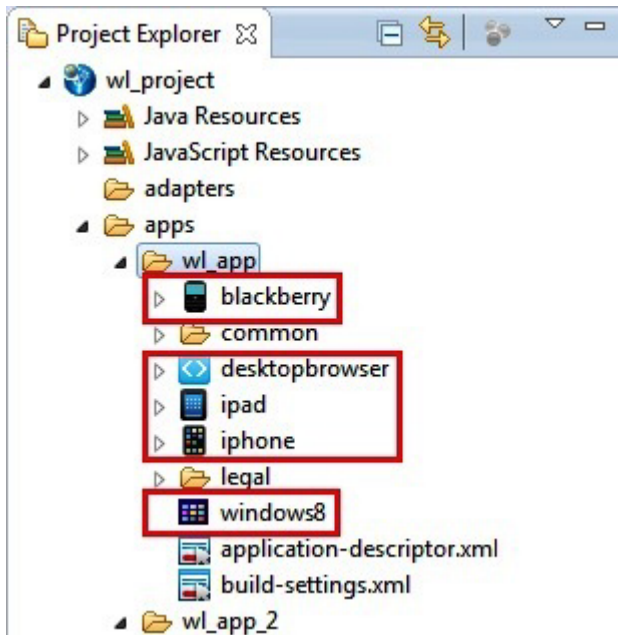 Project Explorer
wl_project
Java Resources
JavaScript Resources
adapters
apps
wl_app
blackberry
common
desktopbrowser
ipad
iphone
legal
windows8
application-descriptor.xml
build-settings.xml
wl_app_2